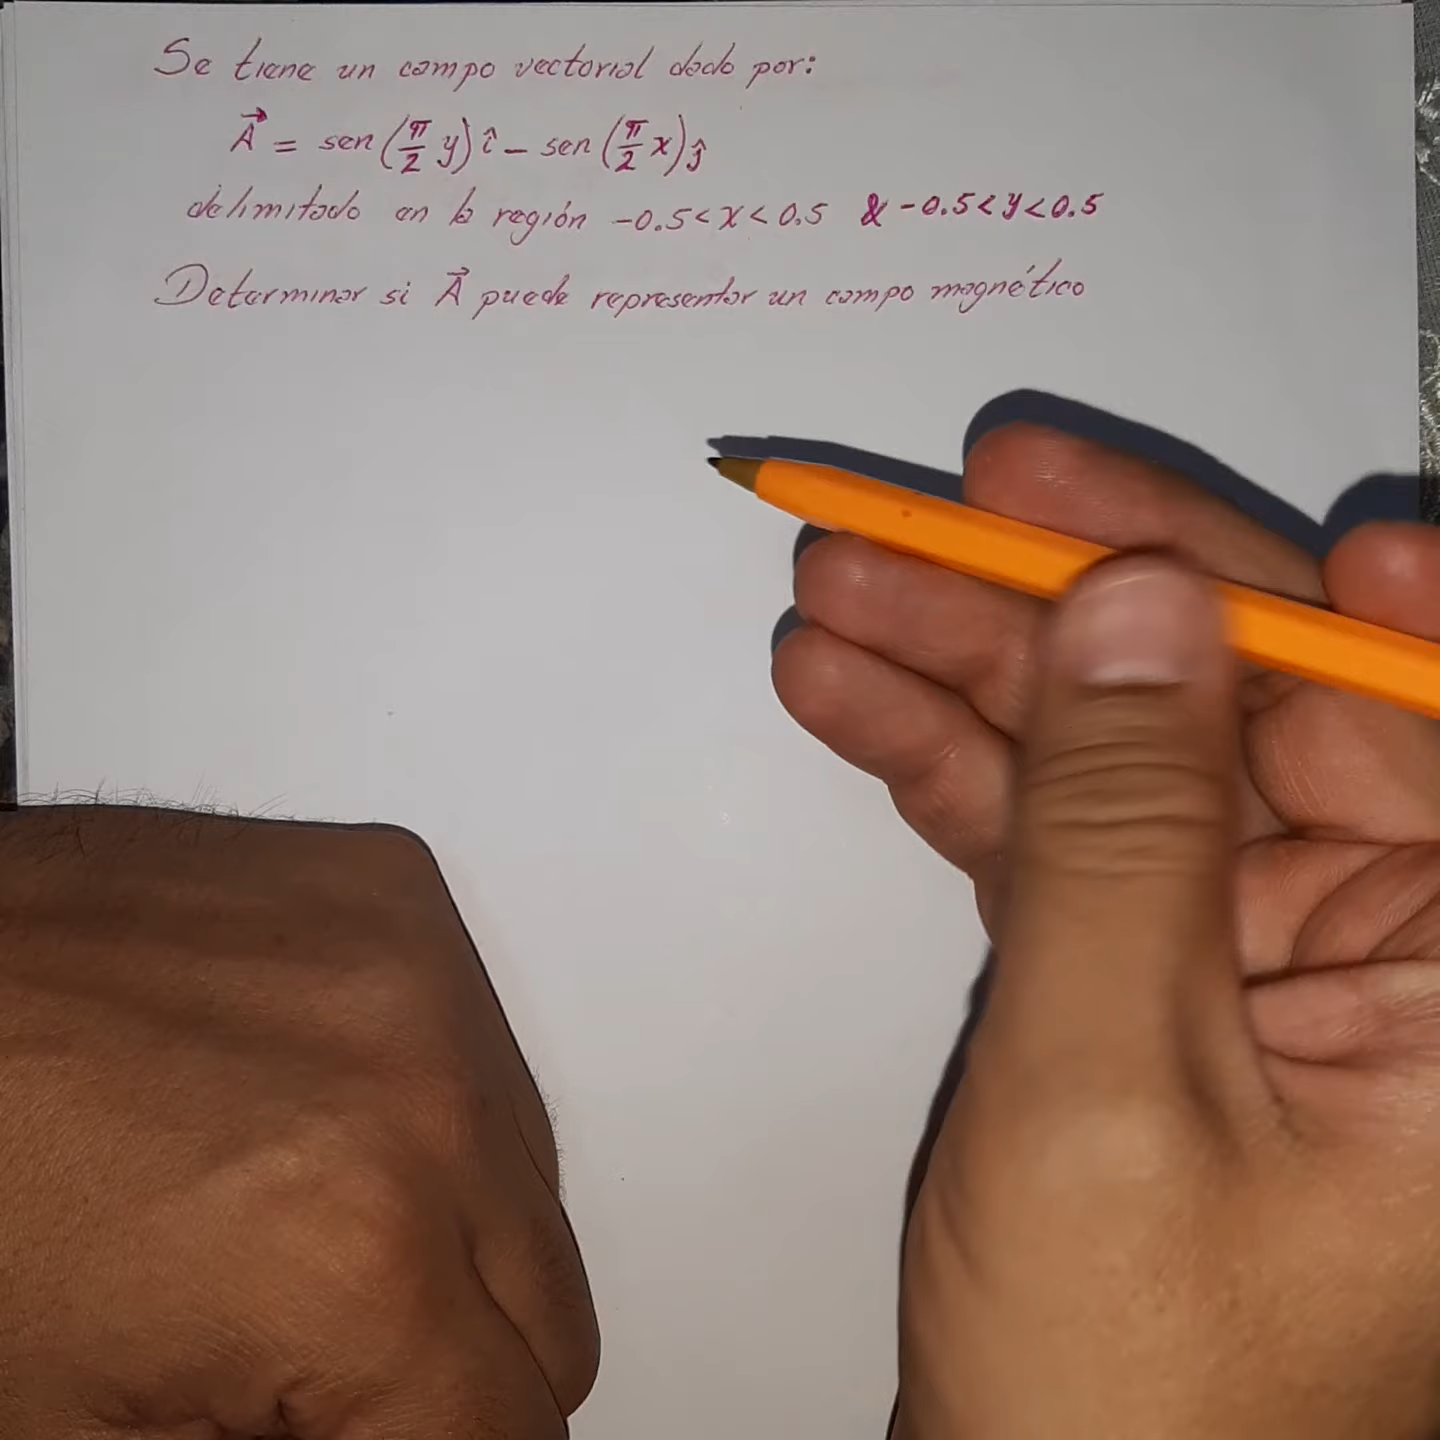 Se tiene un campo vectorial dado por:
A⃗ = sen(π/2 y) î - sen(π/2 x) ĵ
delimitado en la región -0.5 < x < 0.5 & -0.5 < y < 0.5
Determinar si A⃗ puede representar un campo magnético